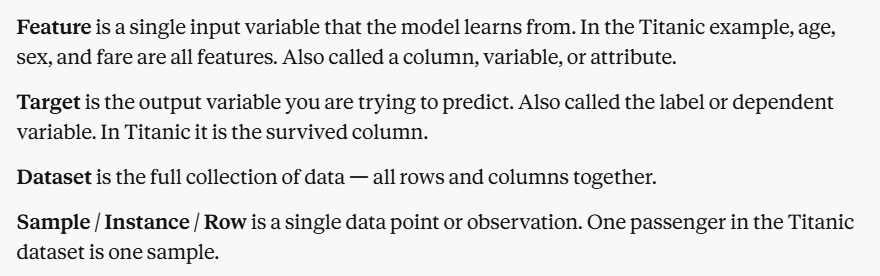 Feature is a single input variable that the model learns from. In the Titanic example, age,
sex, and fare are all features. Also called a column, variable, or attribute.
Target is the output variable you are trying to predict. Also called the label or dependent
variable. In Titanic it is the survived column.
Dataset is the full collection of data — all rows and columns together.
Sample / Instance / Row is a single data point or observation. One passenger in the Titanic
dataset is one sample.